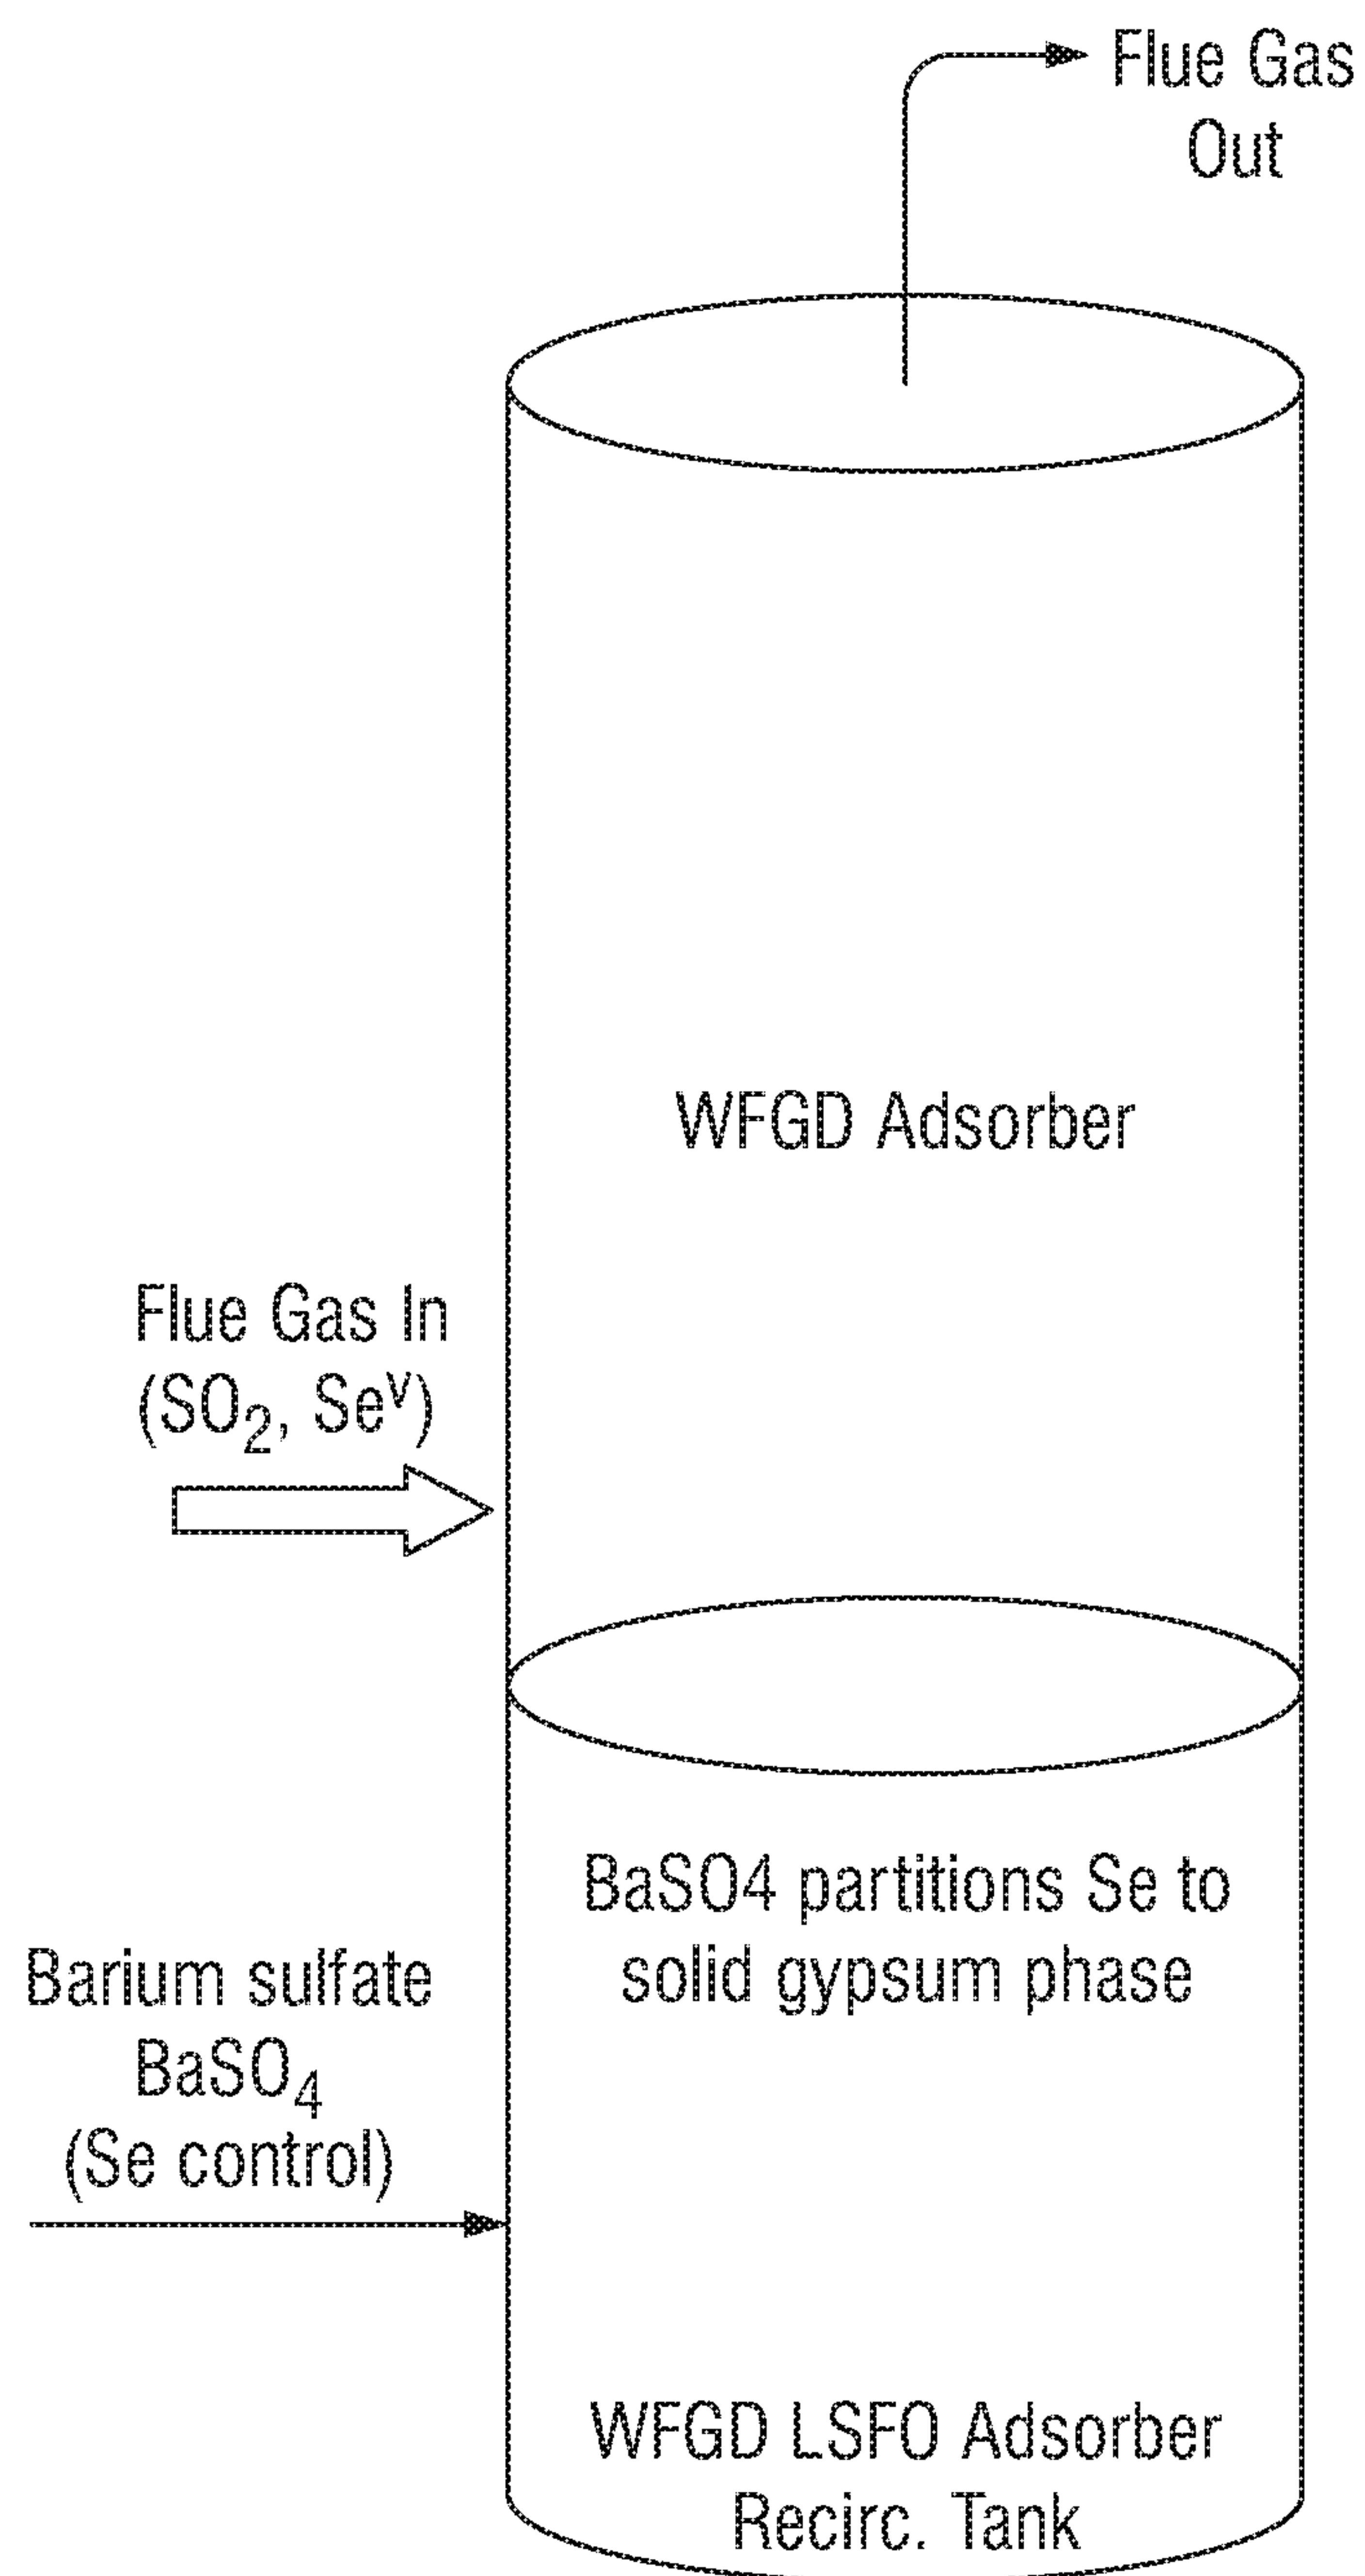 Flue Gas
Out
WFGD Adsorber
Flue Gas In
(SO₂, Seᵛ)
BaSO4 partitions Se to
solid gypsum phase
Barium sulfate
BaSO₄
(Se control)
WFGD LSFO Adsorber
Recirc. Tank